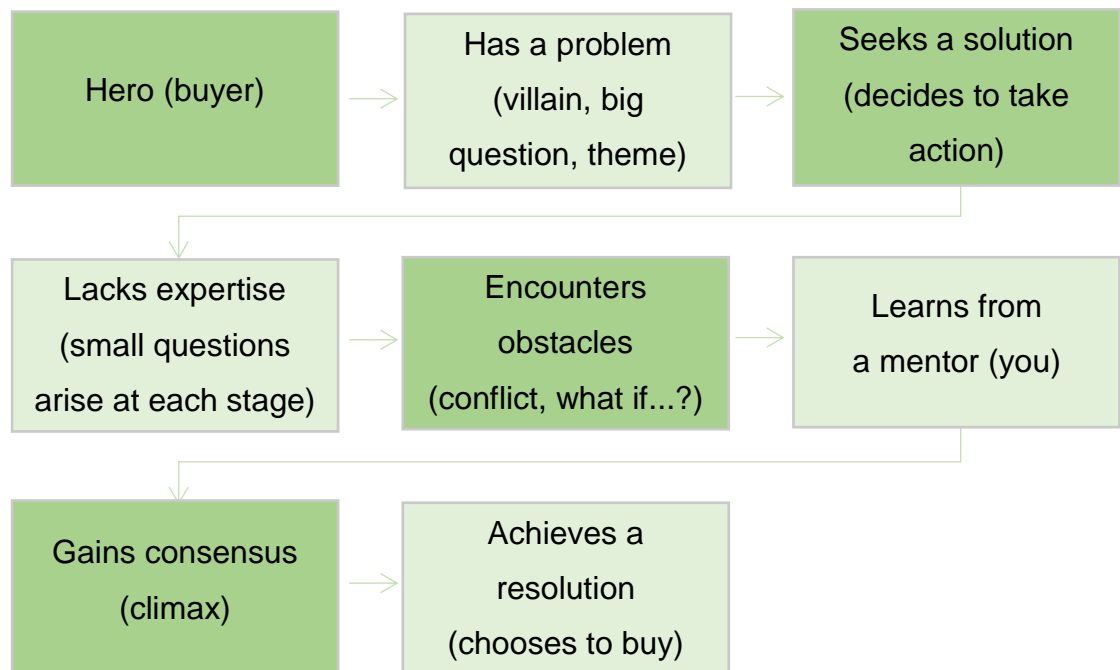 Hero (buyer)
Has a problem
(villain, big
question, theme)
Seeks a solution
(decides to take
action)
Lacks expertise
(small questions
arise at each stage)
Encounters
obstacles
(conflict, what if...?)
Learns from
a mentor (you)
Gains consensus
(climax)
Achieves a
resolution
(chooses to buy)